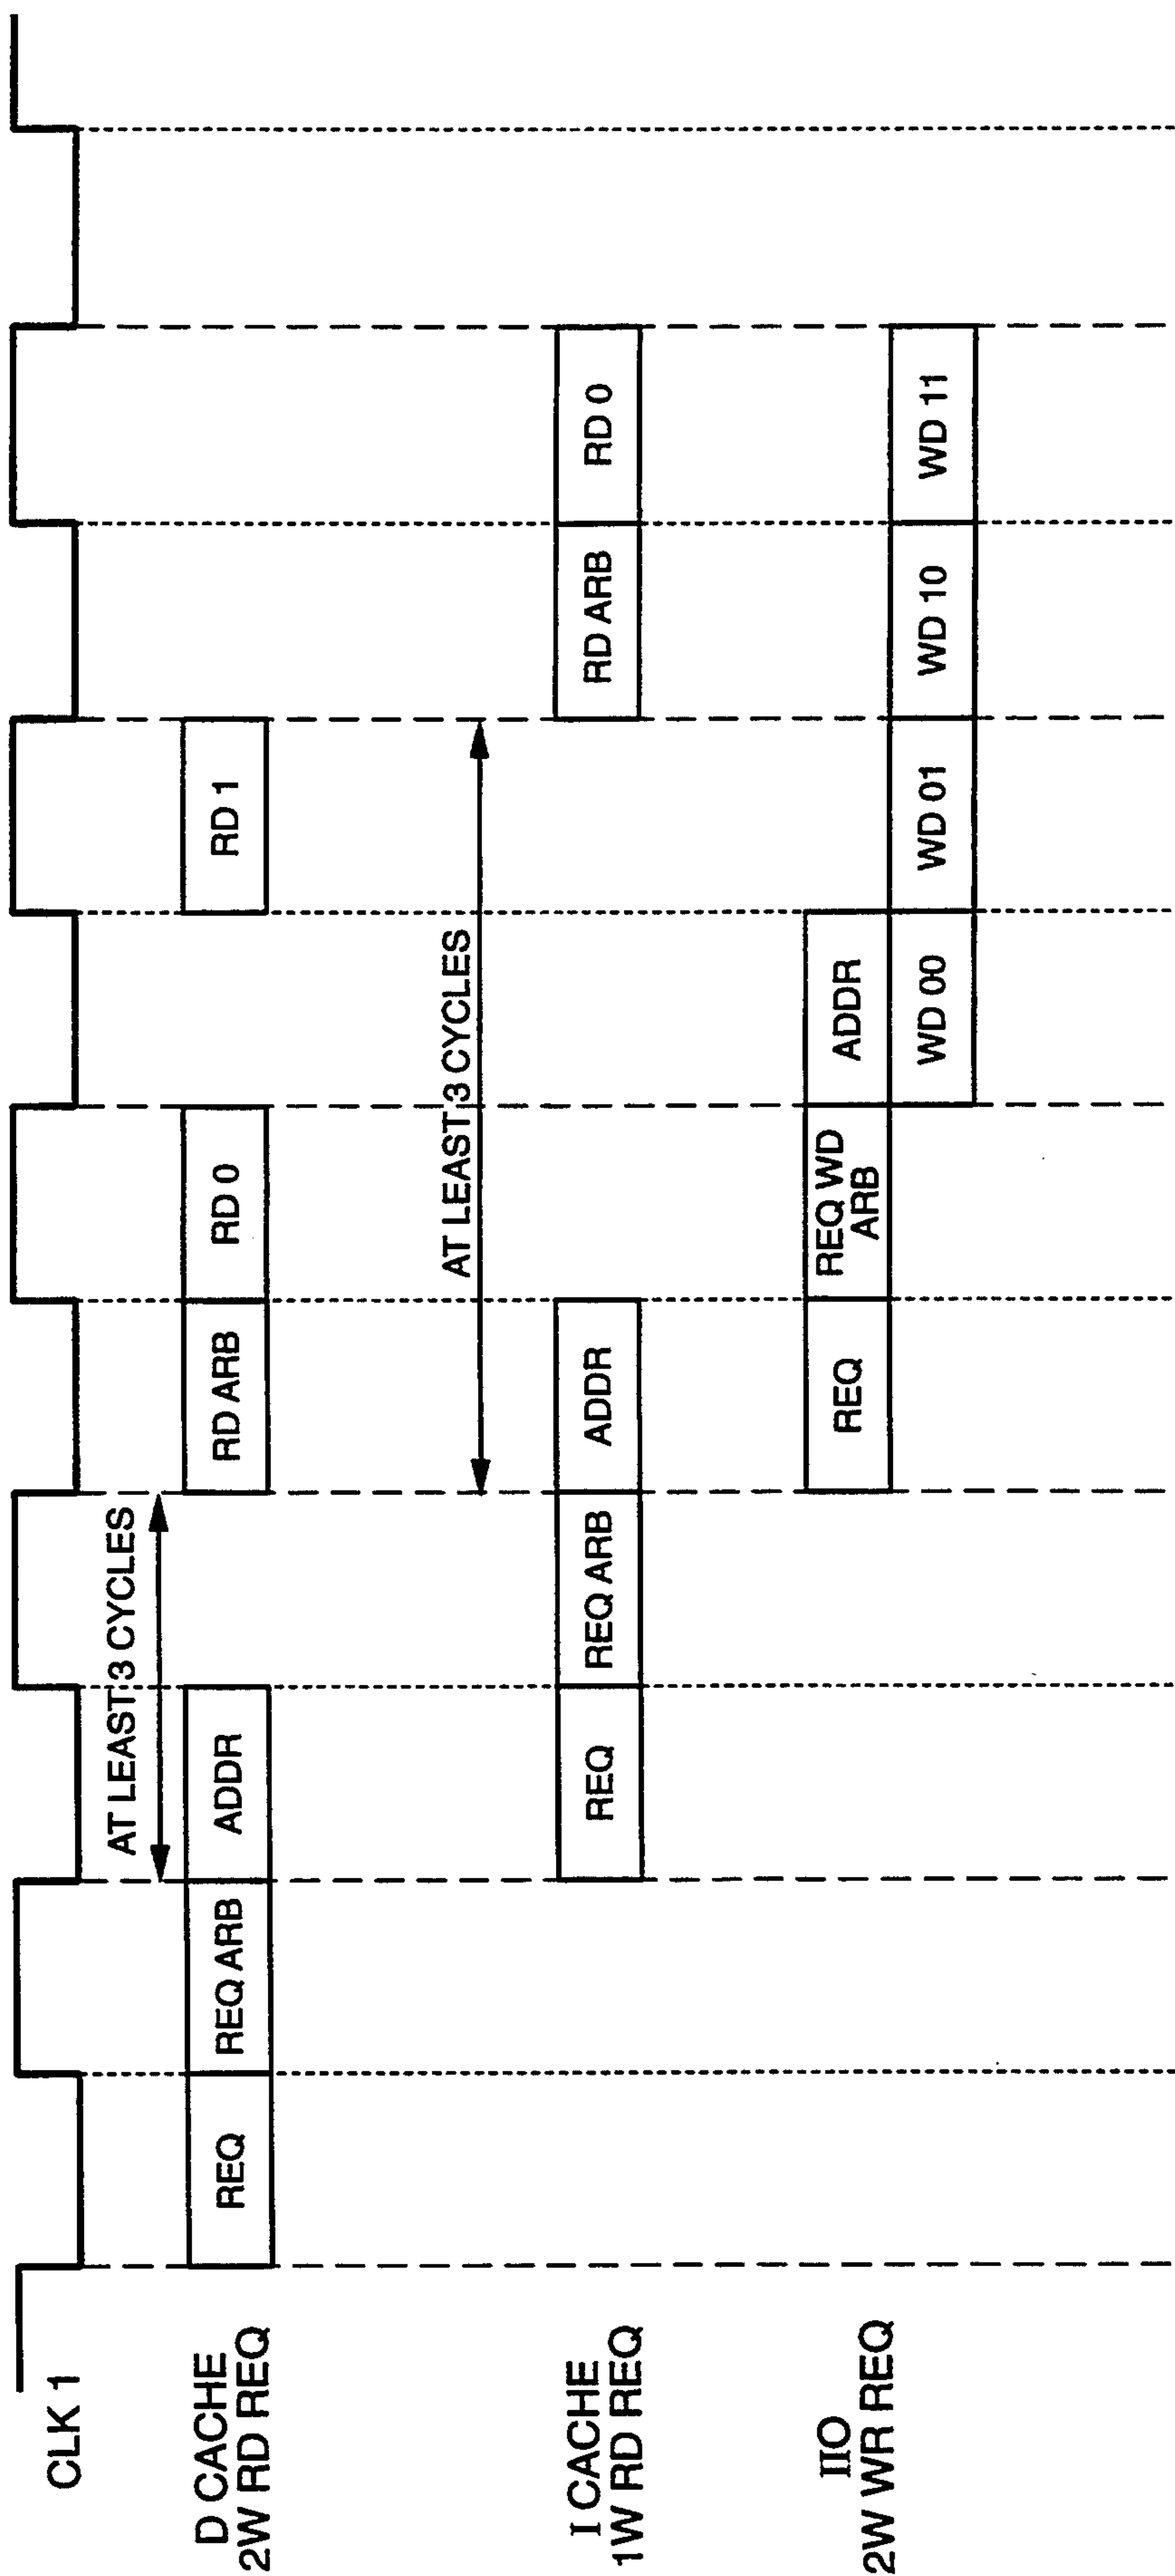 CLK 1
D CACHE
2W RD REQ
REQ
REQ ARB
ADDR
AT LEAST 3 CYCLES
RD ARB
RD 0
RD 1
I CACHE
1W RD REQ
REQ
REQ ARB
ADDR
AT LEAST 3 CYCLES
RD ARB
RD 0
IIO
2W WR REQ
REQ
REQ WD
ARB
ADDR
WD 00
WD 01
WD 10
WD 11